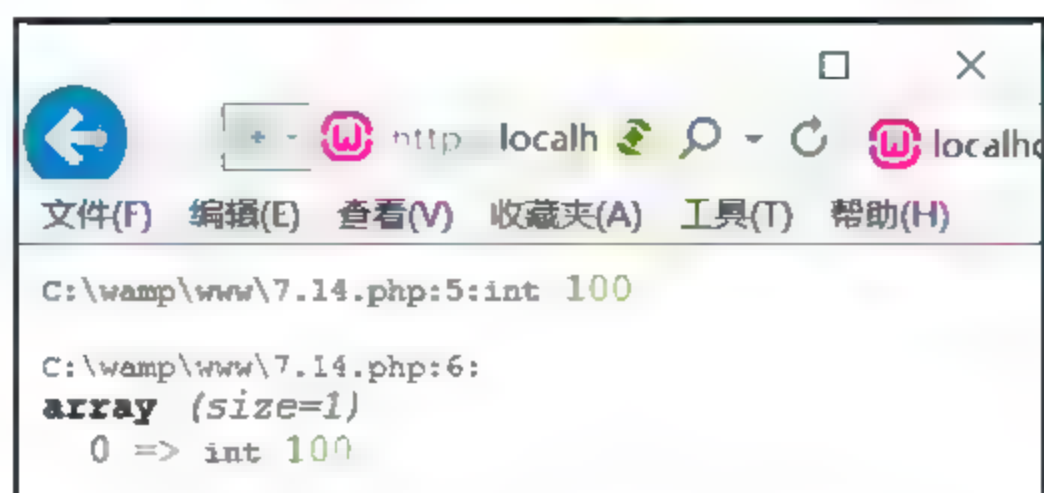 http localh localho
文件(F) 编辑(E) 查看(V) 收藏夹(A) 工具(T) 帮助(H)
C:\wamp\www\7.14.php:5:int 100
C:\wamp\www\7.14.php:6:
array (size=1)
0 => int 100